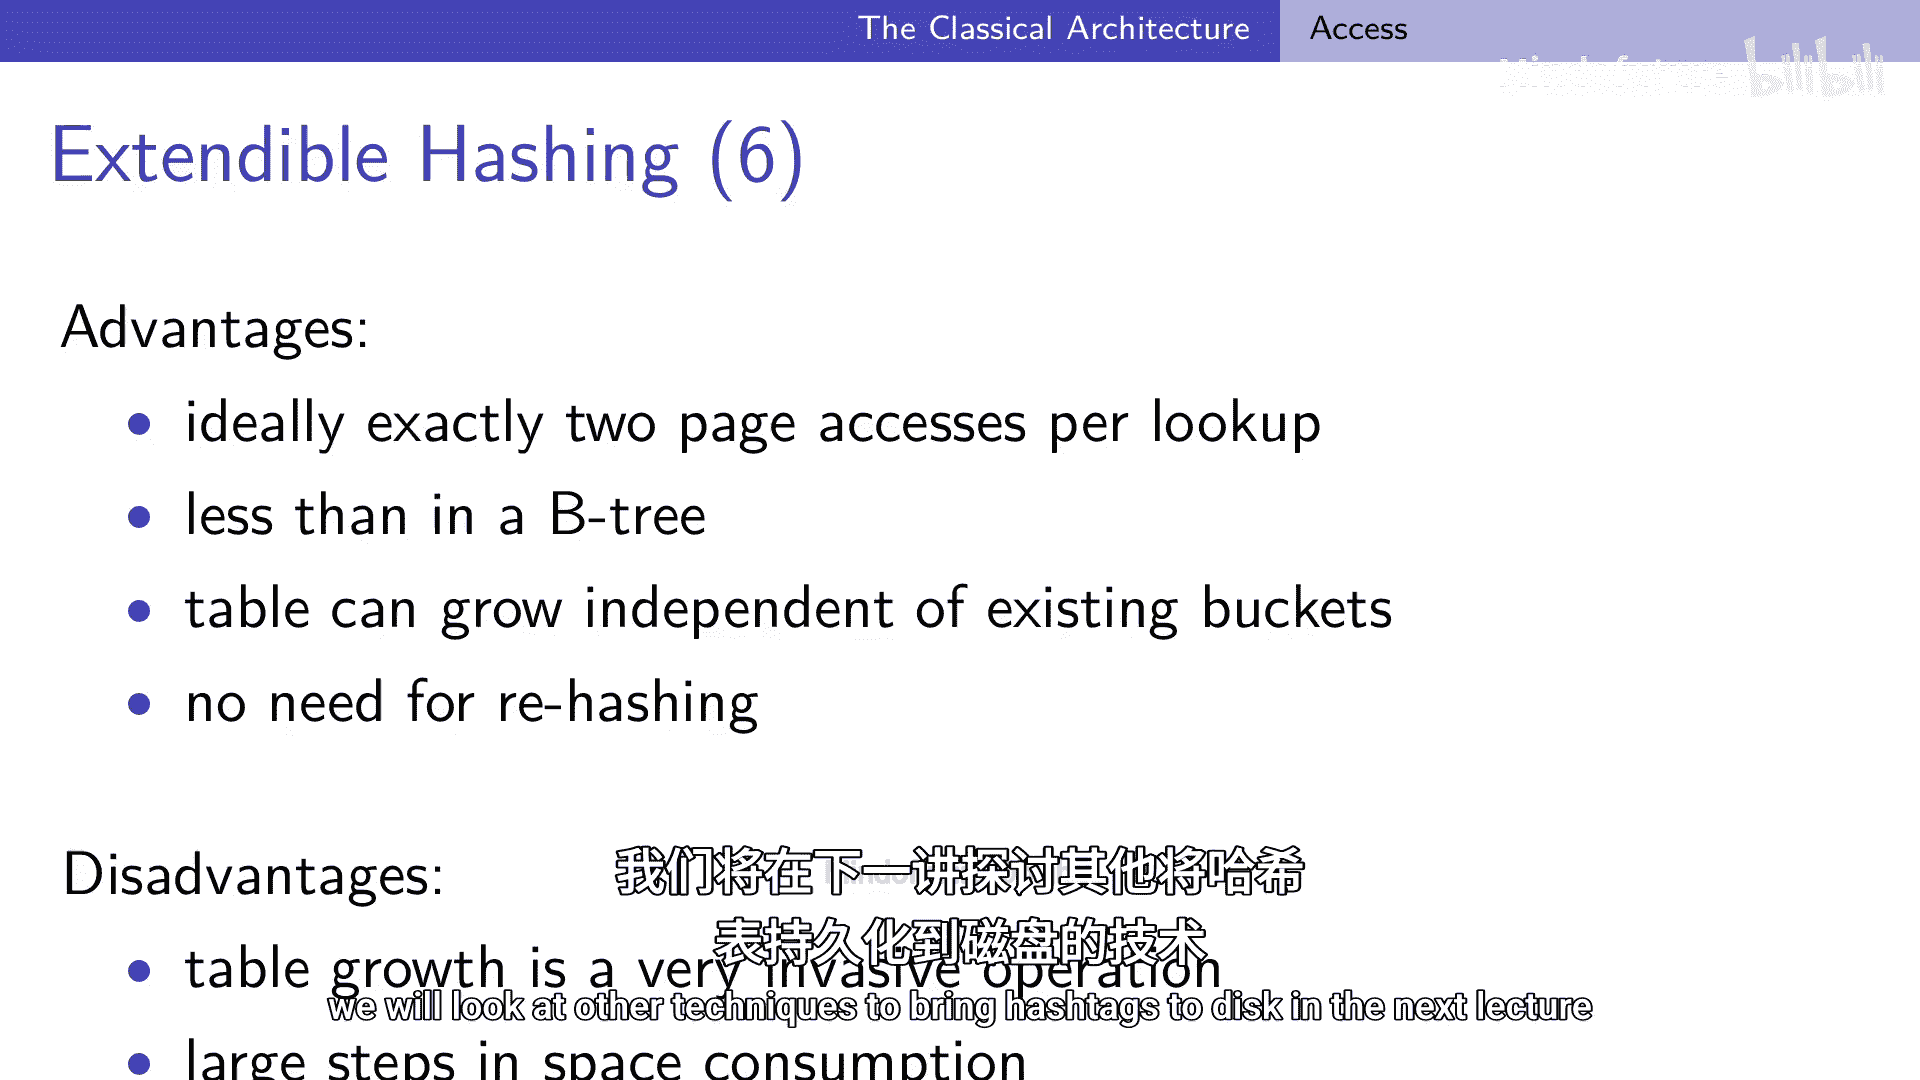 The Classical Architecture Access
bilibili
Extendible Hashing (6)
Advantages:
• ideally exactly two page accesses per lookup
• less than in a B-tree
• table can grow independent of existing buckets
• no need for re-hashing
Disadvantages:
我们将在下一讲探讨其他将哈希
表持久化到磁盘的技术
• table growth is a very invasive operation
we will look at other techniques to bring hashtags to disk in the next lecture
• large steps in space consumption